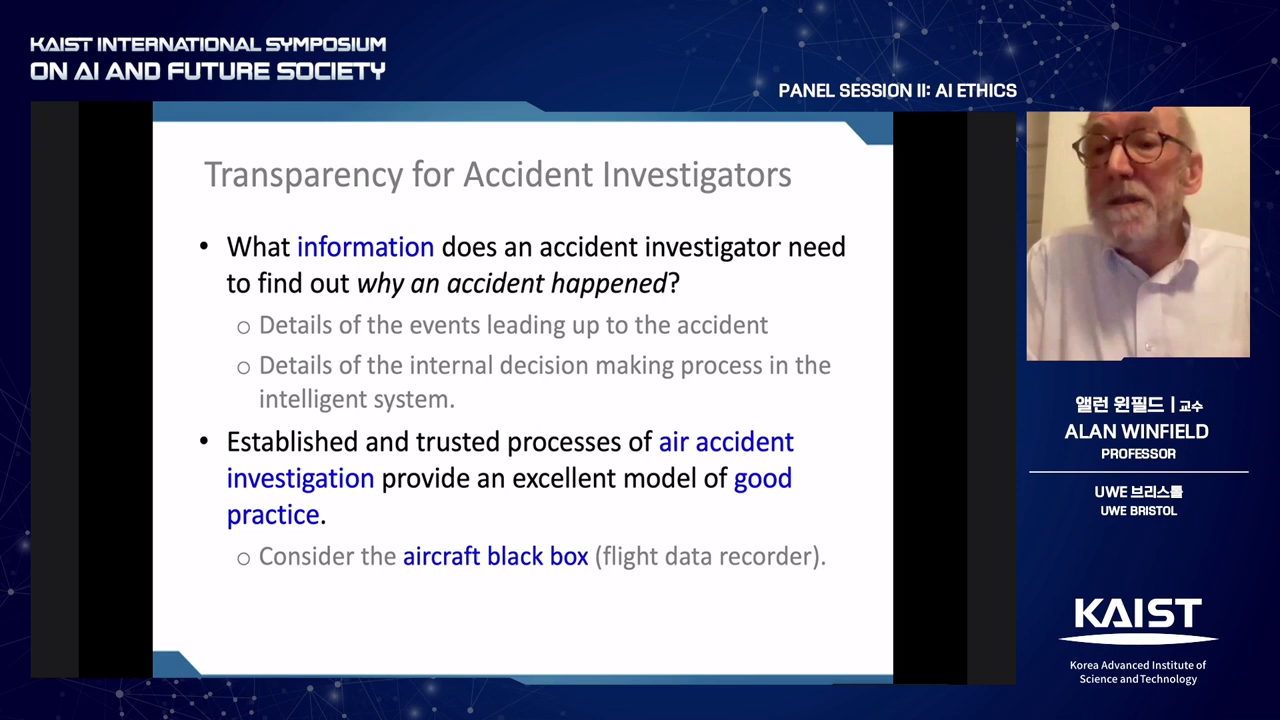 KAIST INTERNATIONAL SYMPOSIUM
ON AI AND FUTURE SOCIETY
PANEL SESSION II: AI ETHICS
Transparency for Accident Investigators
• What information does an accident investigator need
to find out why an accident happened?
○ Details of the events leading up to the accident
○ Details of the internal decision making process in the
intelligent system.
• Established and trusted processes of air accident
investigation provide an excellent model of good
practice.
○ Consider the aircraft black box (flight data recorder).
앨런 윈필드 | 교수
ALAN WINFIELD
PROFESSOR
UWE 브리스톨
UWE BRISTOL
KAIST
Korea Advanced Institute of
Science and Technology